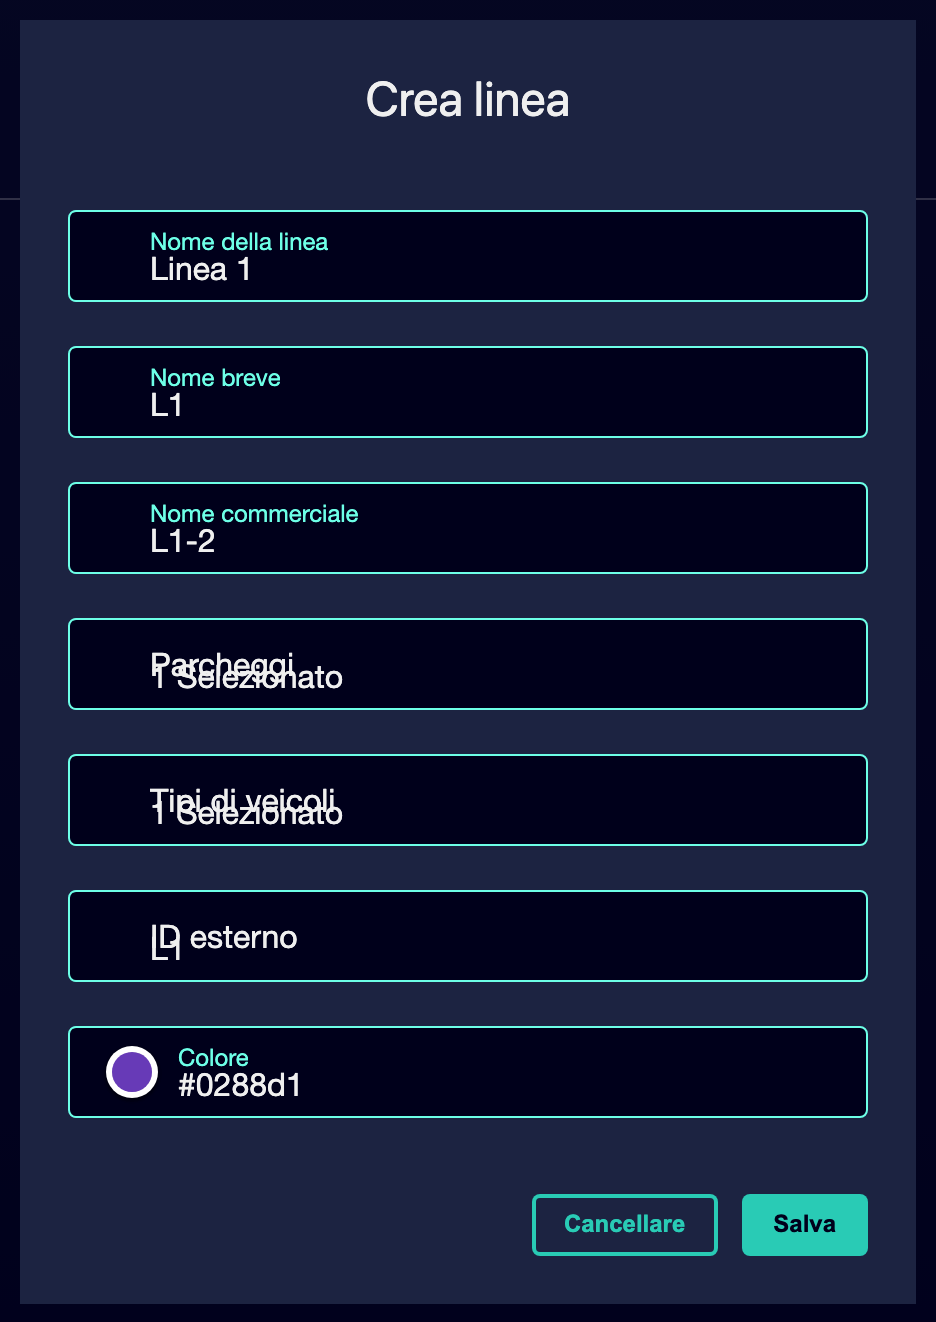 Crea linea
Nome della linea
Linea 1
Nome breve
L1
Nome commerciale
L1-2
Parcheggi
1 Selezionato
Tipi di veicoli
1 Selezionato
ID esterno
L1
Colore
#0288d1
Cancellare
Salva